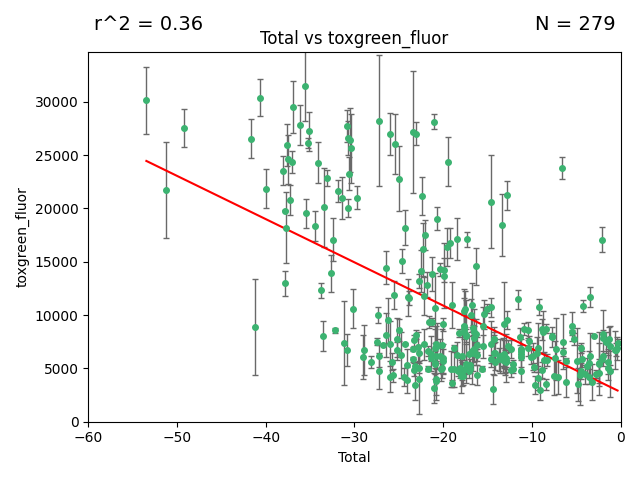 r^2 = 0.36
N = 279
Total vs toxgreen_fluor
toxgreen_fluor
30000
25000
20000
15000
10000
5000
0
−60
−50
−40
−30
−20
−10
0
Total